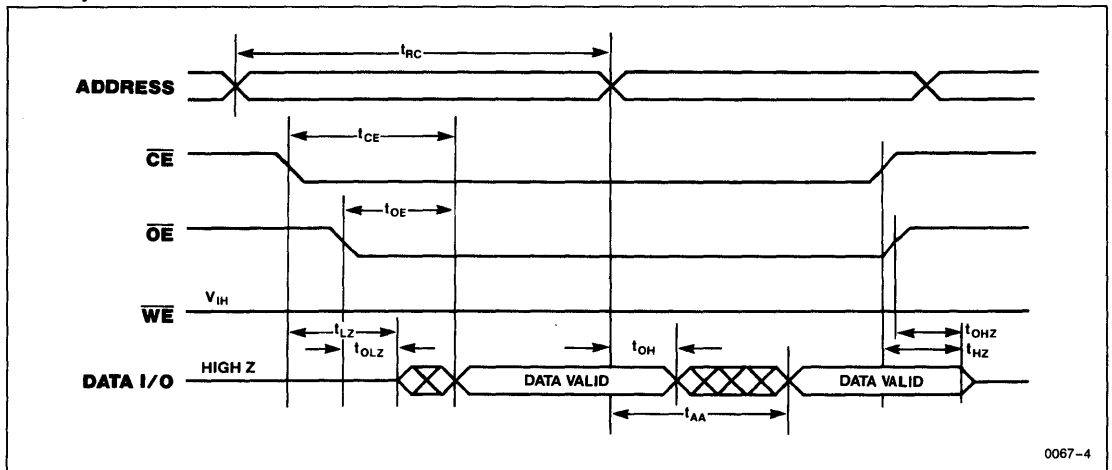 tRC
ADDRESS
tCE
CE
tOE
OE
VIH
WE
tLZ
tOHZ
tOLZ
tOH
tHZ
DATA I/O
HIGH Z
DATA VALID
DATA VALID
tAA
0067-4